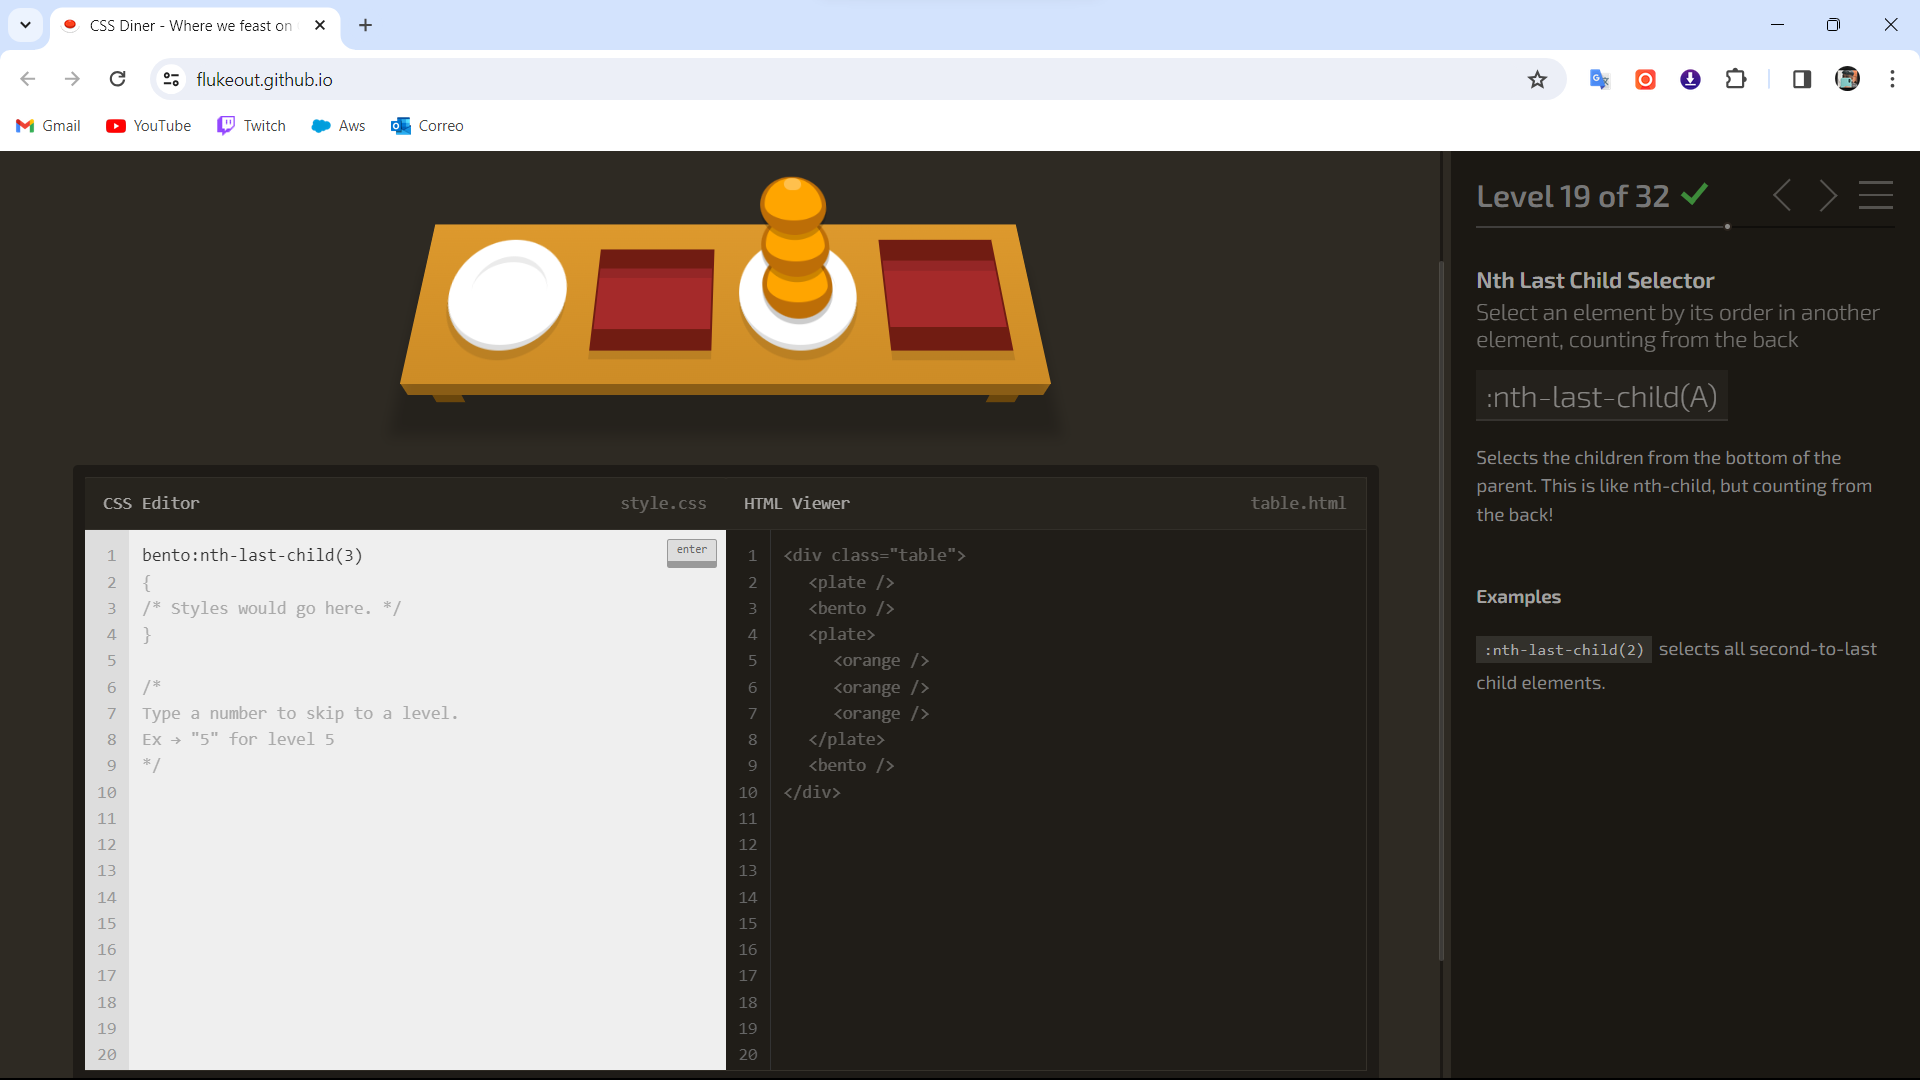 CSS Diner - Where we feast on
flukeout.github.io
Gmail
YouTube
Twitch
Aws
Correo
Level 19 of 32
Nth Last Child Selector
Select an element by its order in another
element, counting from the back
:nth-last-child(A)
Selects the children from the bottom of the
parent. This is like nth-child, but counting from
the back!
Examples
:nth-last-child(2) selects all second-to-last
child elements.
CSS Editor
style.css
1 bento:nth-last-child(3)
enter
2 {
3 /* Styles would go here. */
4 }
5
6 /*
7 Type a number to skip to a level.
8 Ex → "5" for level 5
9 */
10
11
12
13
14
15
16
17
18
19
20
HTML Viewer
table.html
1 <div class="table">
2 <plate />
3 <bento />
4 <plate>
5 <orange />
6 <orange />
7 <orange />
8 </plate>
9 <bento />
10 </div>
11
12
13
14
15
16
17
18
19
20